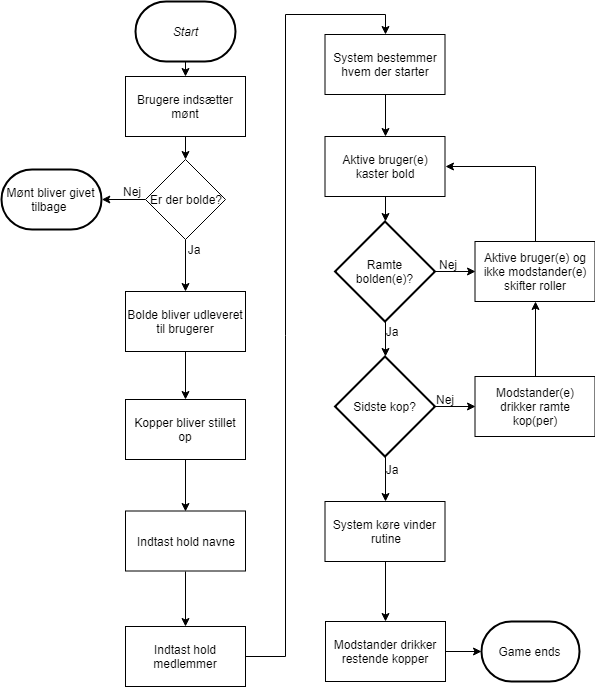 Start
Brugere indsætter
mønt
Er der bolde?
Nej
Mønt bliver givet
tilbage
Ja
Bolde bliver udleveret
til brugerer
Kopper bliver stillet
op
Indtast hold navne
Indtast hold
medlemmer
System bestemmer
hvem der starter
Aktive bruger(e)
kaster bold
Ramte
bolden(e)?
Nej
Aktive bruger(e) og
ikke modstander(e)
skifter roller
Ja
Sidste kop?
Nej
Modstander(e)
drikker ramte
kop(per)
Ja
System køre vinder
rutine
Modstander drikker
restende kopper
Game ends